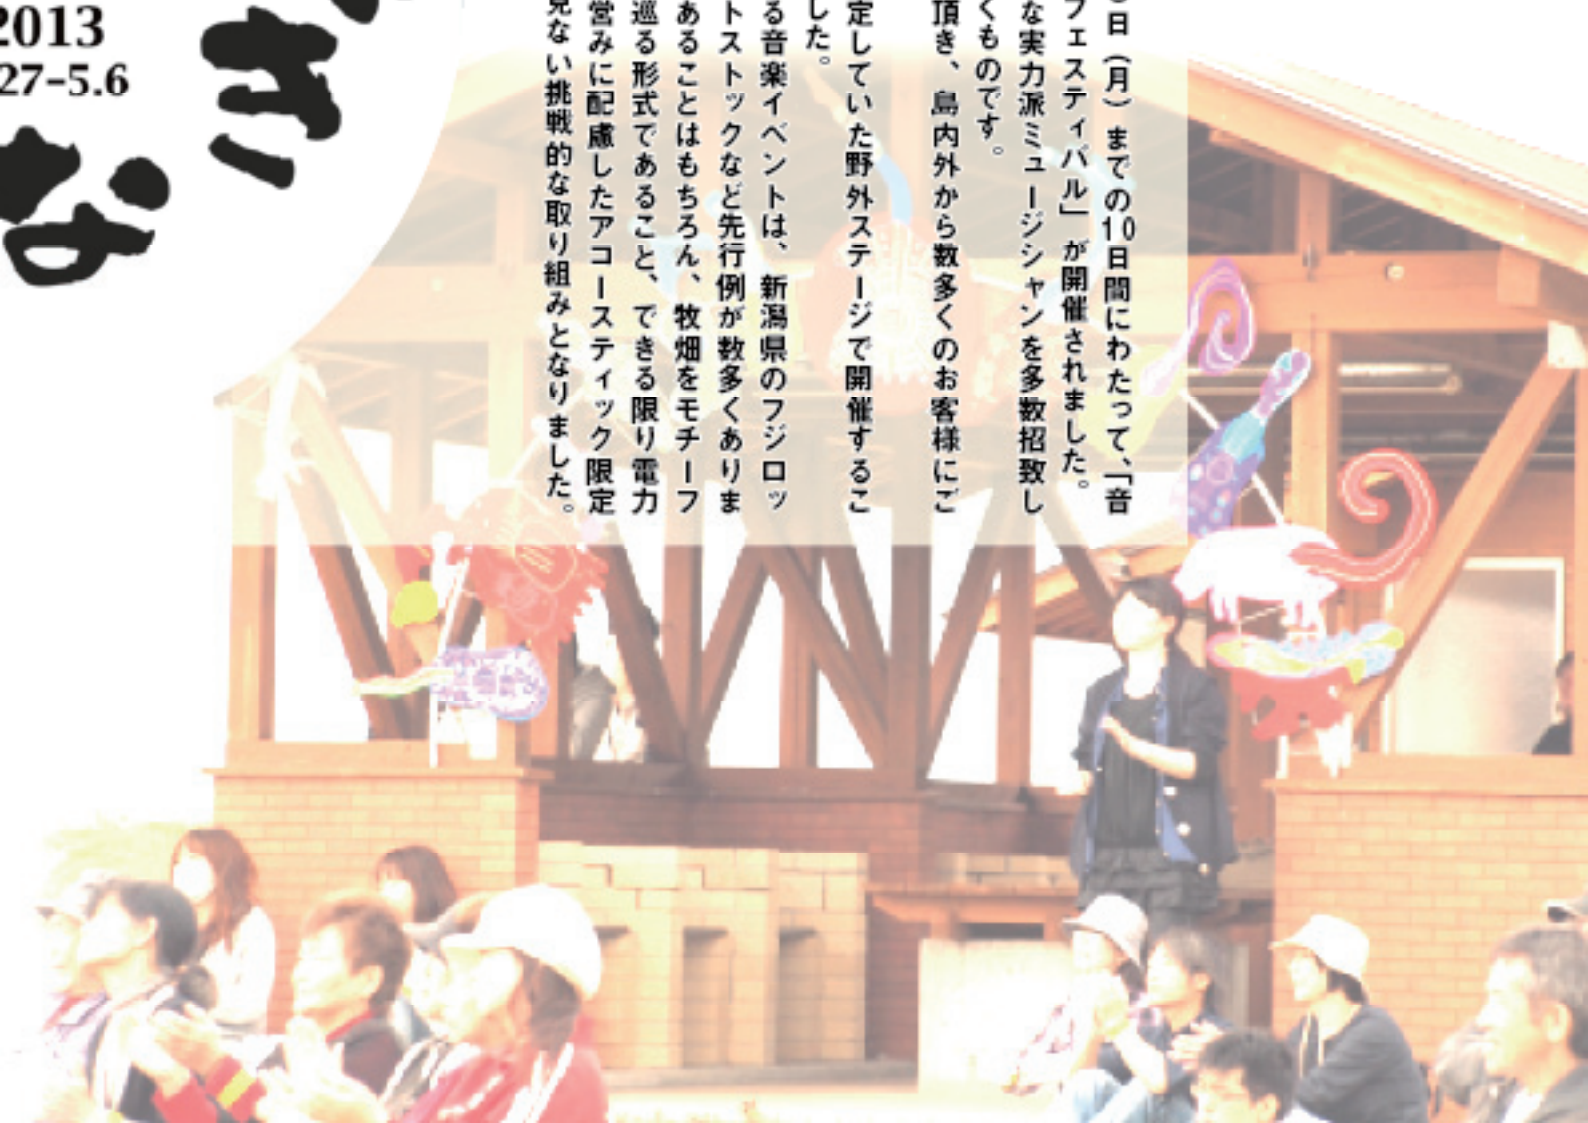 2013
27-5.6
ぎ
な
日（月）までの10日間にわたって、「音
フェスティバル」が開催されました。
な実力派ミュージシャンを多数招致し
くものです。
頂き、島内外から数多くのお客様にご
定していた野外ステージで開催するこ
した。
る音楽イベントは、新潟県のフジロッ
トストックなど先行例が数多くありま
あることはもちろん、牧畑をモチーフ
巡る形式であること、できる限り電力
営みに配慮したアコースティック限定
見ない挑戦的な取り組みとなりました。